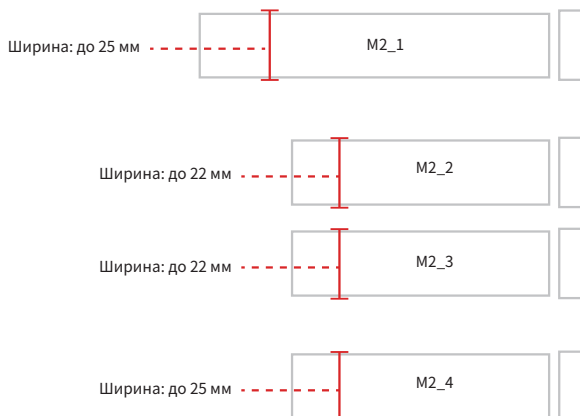 Ширина: до 25 мм M2_1
Ширина: до 22 мм M2_2
Ширина: до 22 мм M2_3
Ширина: до 25 мм M2_4